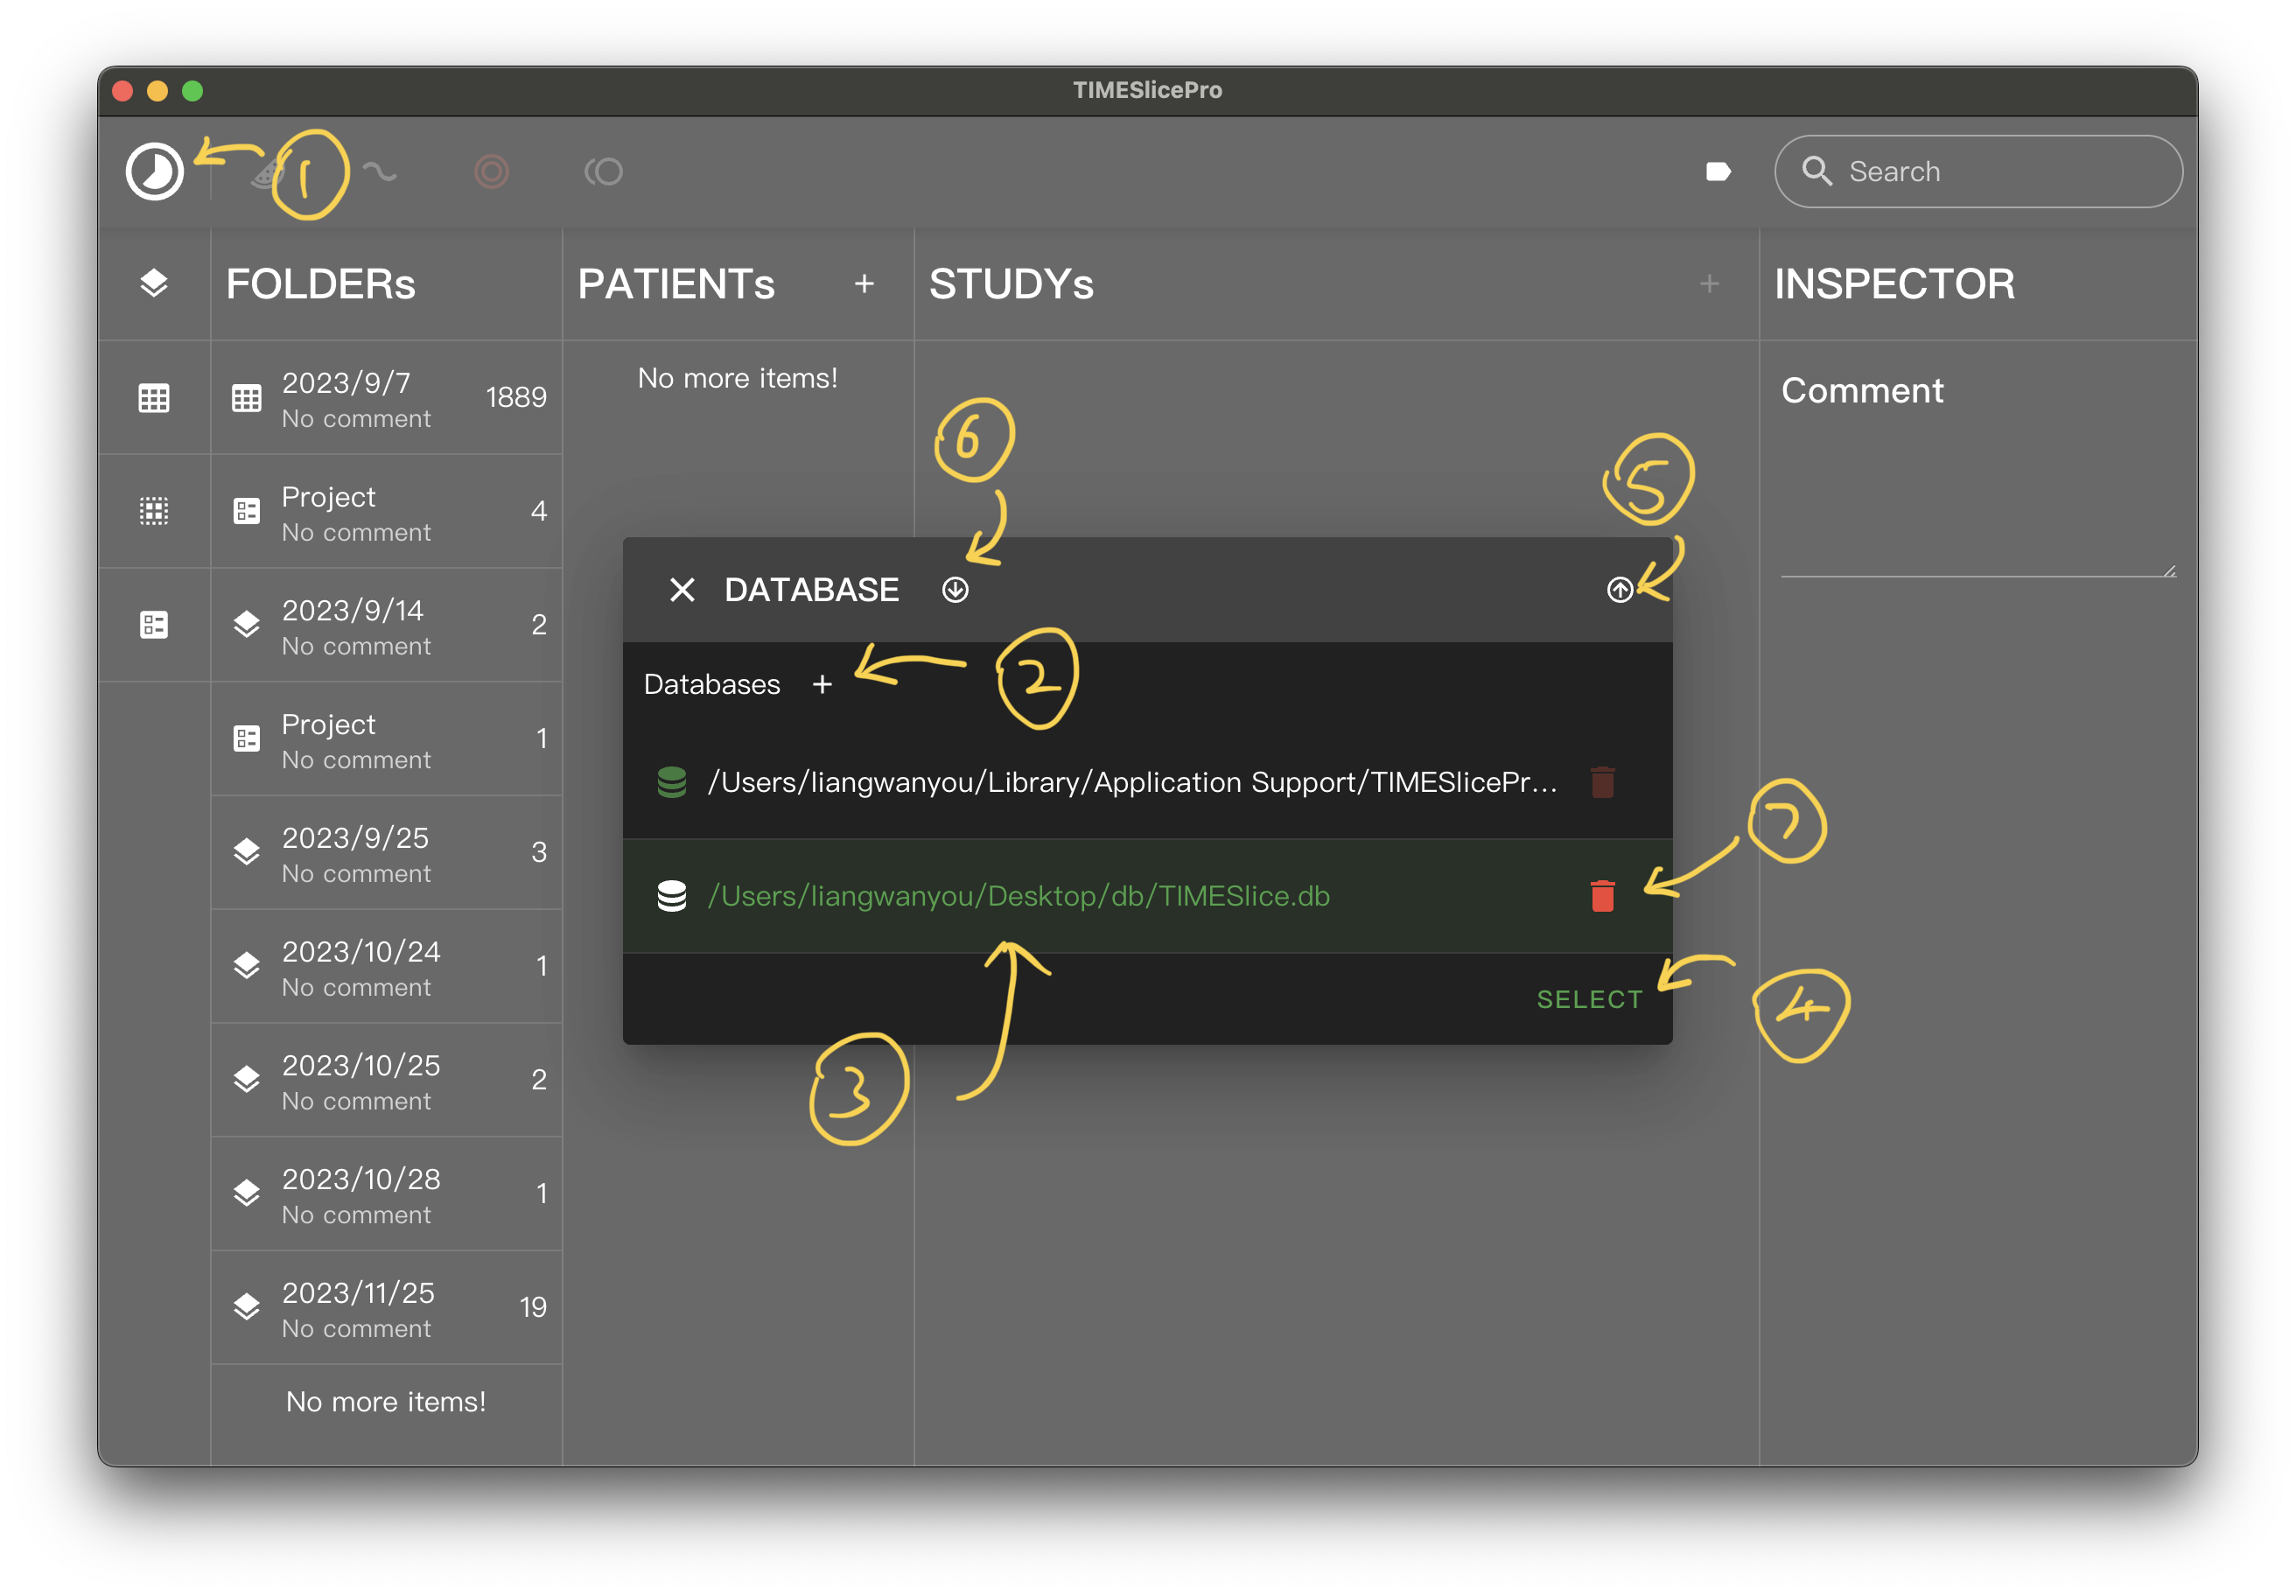 TIMESlicePro
1
Search
FOLDERs
PATIENTs +
STUDYs +
INSPECTOR
2023/9/7 1889
No comment
Project 4
No comment
2023/9/14 2
No comment
Project 1
No comment
2023/9/25 3
No comment
2023/10/24 1
No comment
2023/10/25 2
No comment
2023/10/28 1
No comment
2023/11/25 19
No comment
No more items!
No more items!
Comment
6
5
DATABASE
Databases +
2
/Users/liangwanyou/Library/Application Support/TIMESlicePr...
7
/Users/liangwanyou/Desktop/db/TIMESlice.db
SELECT
4
3